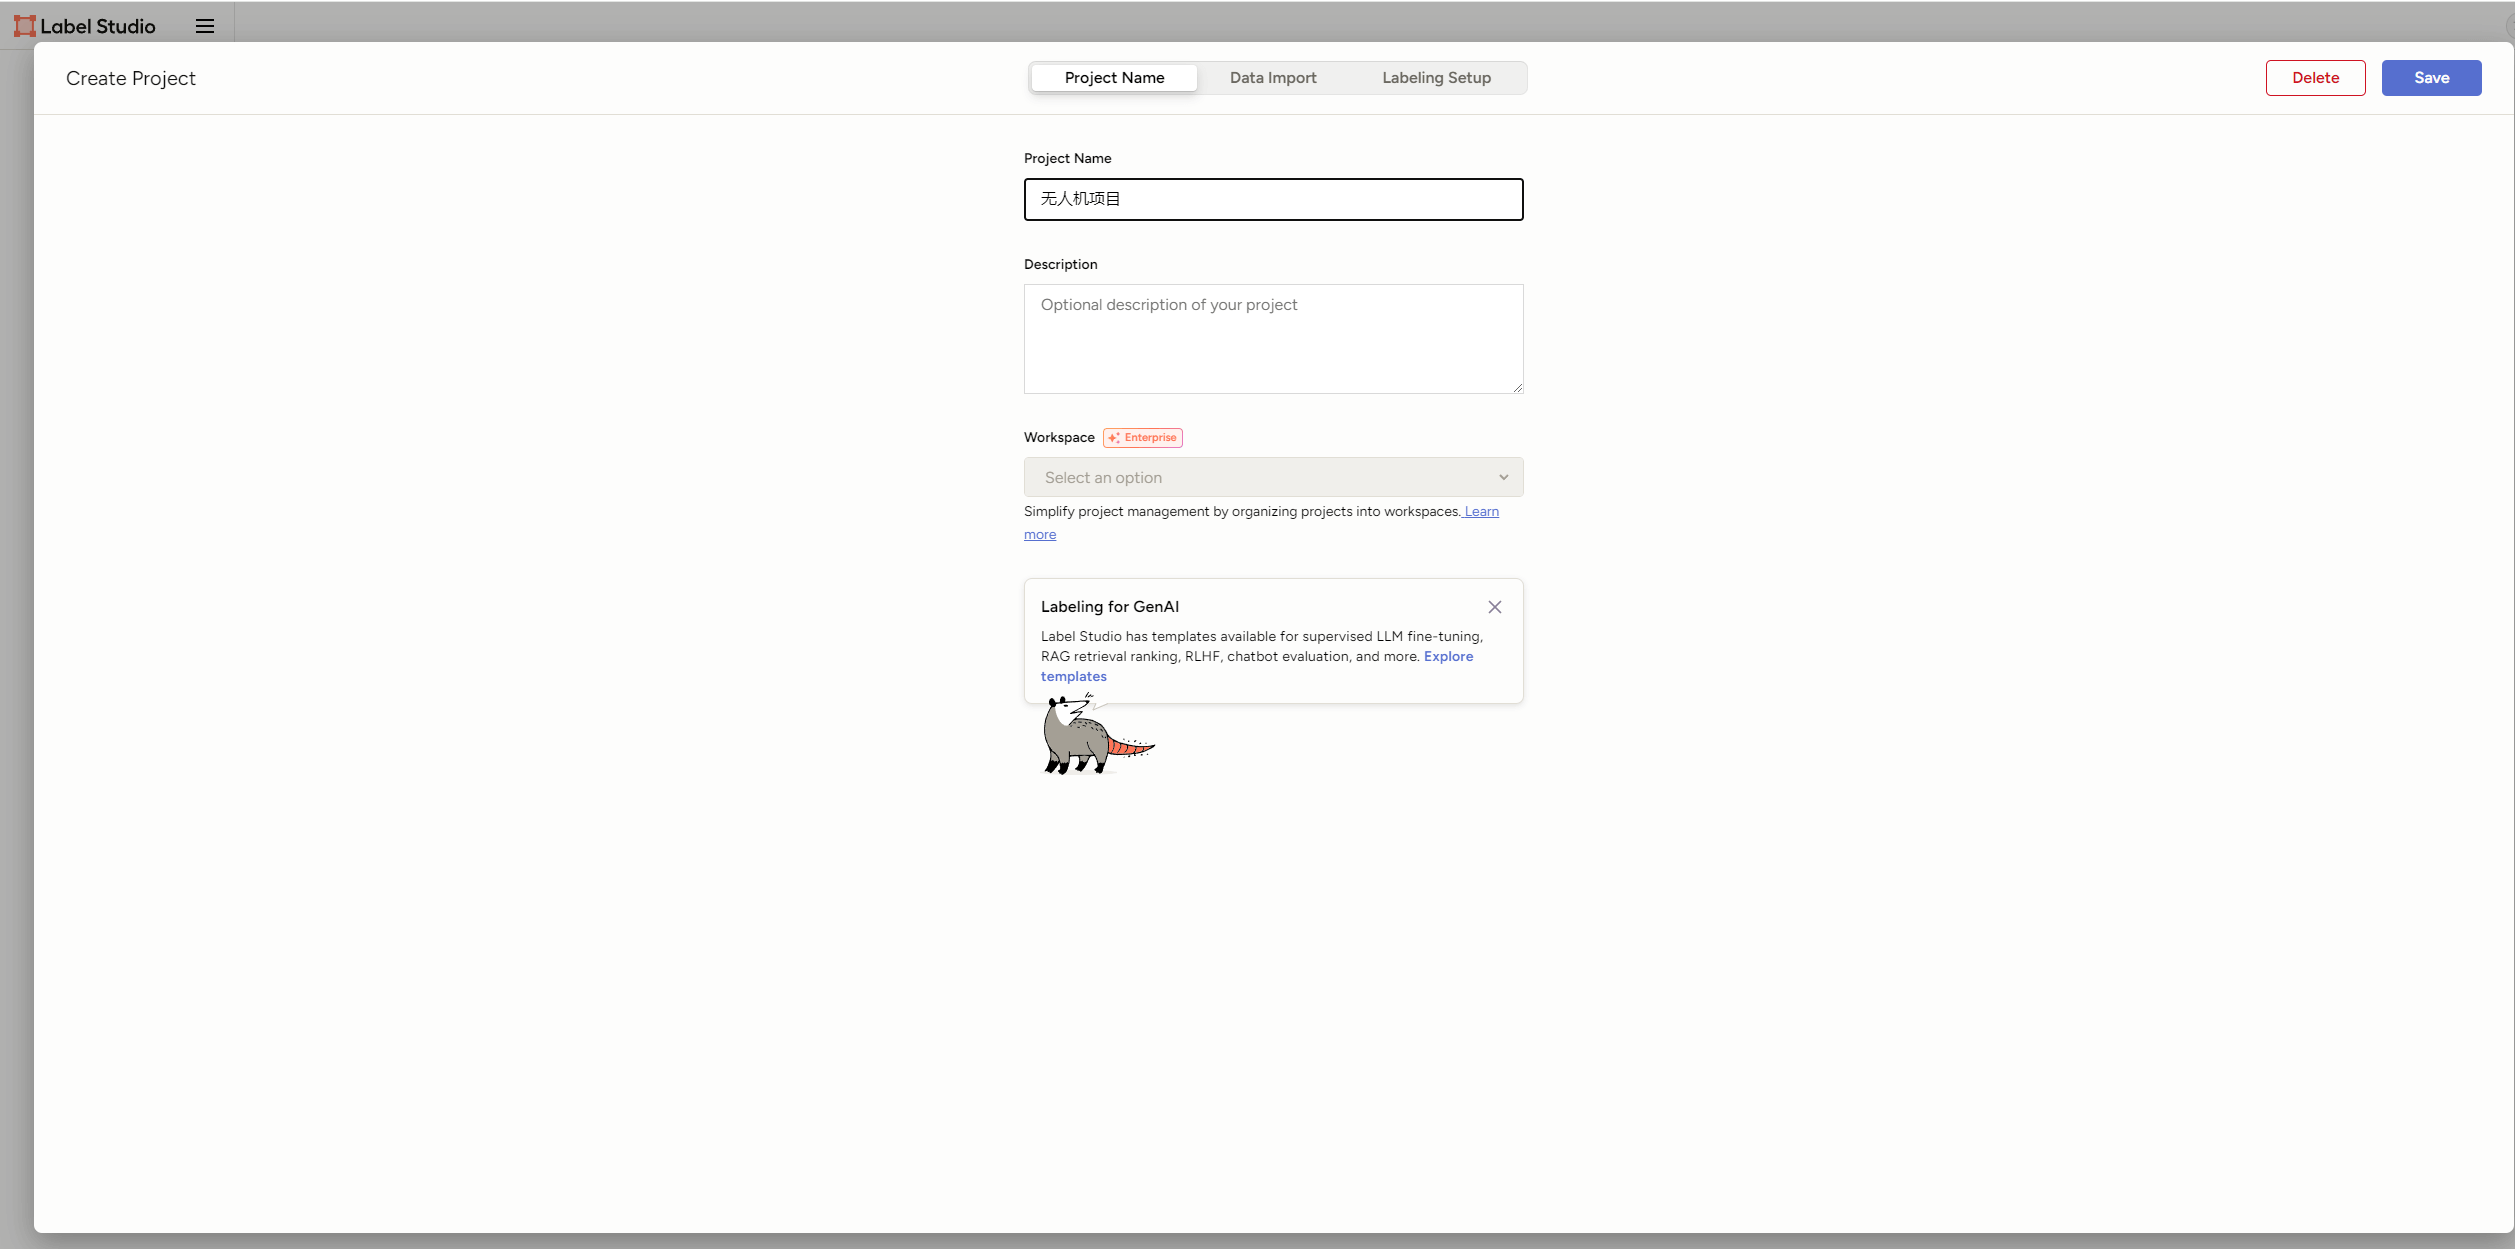 Label Studio
Create Project
Project Name
Data Import
Labeling Setup
Delete
Save
Project Name
无人机项目
Description
Optional description of your project
Workspace
Enterprise
Select an option
Simplify project management by organizing projects into workspaces. Learn
more
Labeling for GenAI
Label Studio has templates available for supervised LLM fine-tuning,
RAG retrieval ranking, RLHF, chatbot evaluation, and more. Explore
templates